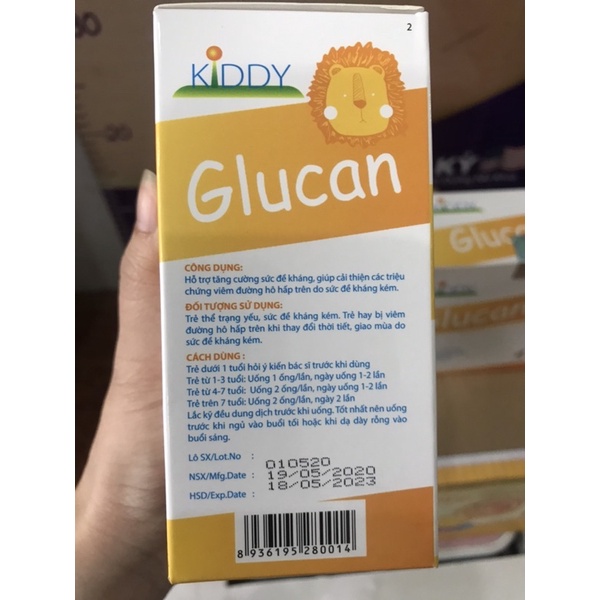 2
KIDDY
Glucan
CÔNG DỤNG:
Hỗ trợ tăng cường sức đề kháng, giúp cải thiện các triệu
chứng viêm đường hô hấp trên do sức đề kháng kém.
ĐỐI TƯỢNG SỬ DỤNG:
Trẻ thể trạng yếu, sức đề kháng kém. Trẻ hay bị viêm
đường hô hấp trên khi thay đổi thời tiết, giao mùa do
sức đề kháng kém.
CÁCH DÙNG :
Trẻ dưới 1 tuổi hỏi ý kiến bác sĩ trước khi dùng
Trẻ từ 1-3 tuổi: Uống 1 ống/lần, ngày uống 1-2 lần
Trẻ từ 4-7 tuổi: Uống 2 ống/lần, ngày uống 1-2 lần
Trẻ trên 7 tuổi: Uống 2 ống/lần, ngày 2 lần
Lắc kỹ đều dung dịch trước khi uống. Tốt nhất nên uống
trước khi ngủ vào buổi tối hoặc khi dạ dày rỗng vào
buổi sáng.
Lô SX/Lot.No : 010520
NSX/Mfg.Date : 19/05/2020
HSD/Exp.Date : 18/05/2023
8 936195 280014
KỲ
KIDDY
Gluca
Glucan